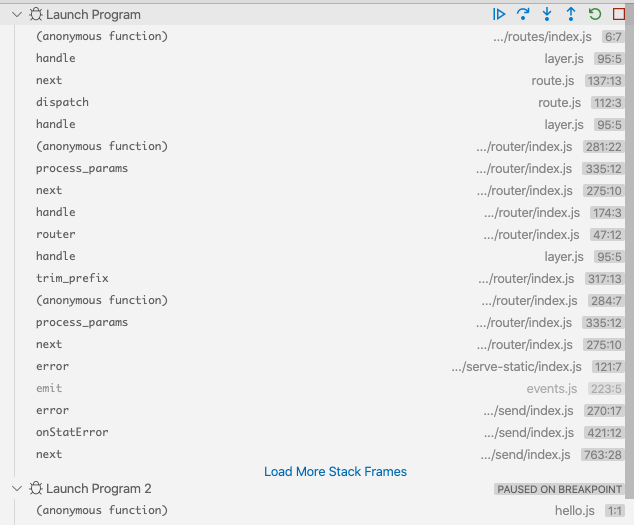 Launch Program
(anonymous function) .../routes/index.js 6:7
handle layer.js 95:5
next route.js 137:13
dispatch route.js 112:3
handle layer.js 95:5
(anonymous function) .../router/index.js 281:22
process_params .../router/index.js 335:12
next .../router/index.js 275:10
handle .../router/index.js 174:3
router .../router/index.js 47:12
handle layer.js 95:5
trim_prefix .../router/index.js 317:13
(anonymous function) .../router/index.js 284:7
process_params .../router/index.js 335:12
next .../router/index.js 275:10
error .../serve-static/index.js 121:7
emit events.js 223:5
error .../send/index.js 270:17
onStatError .../send/index.js 421:12
next .../send/index.js 763:28
Load More Stack Frames
Launch Program 2 PAUSED ON BREAKPOINT
(anonymous function) hello.js 1:1